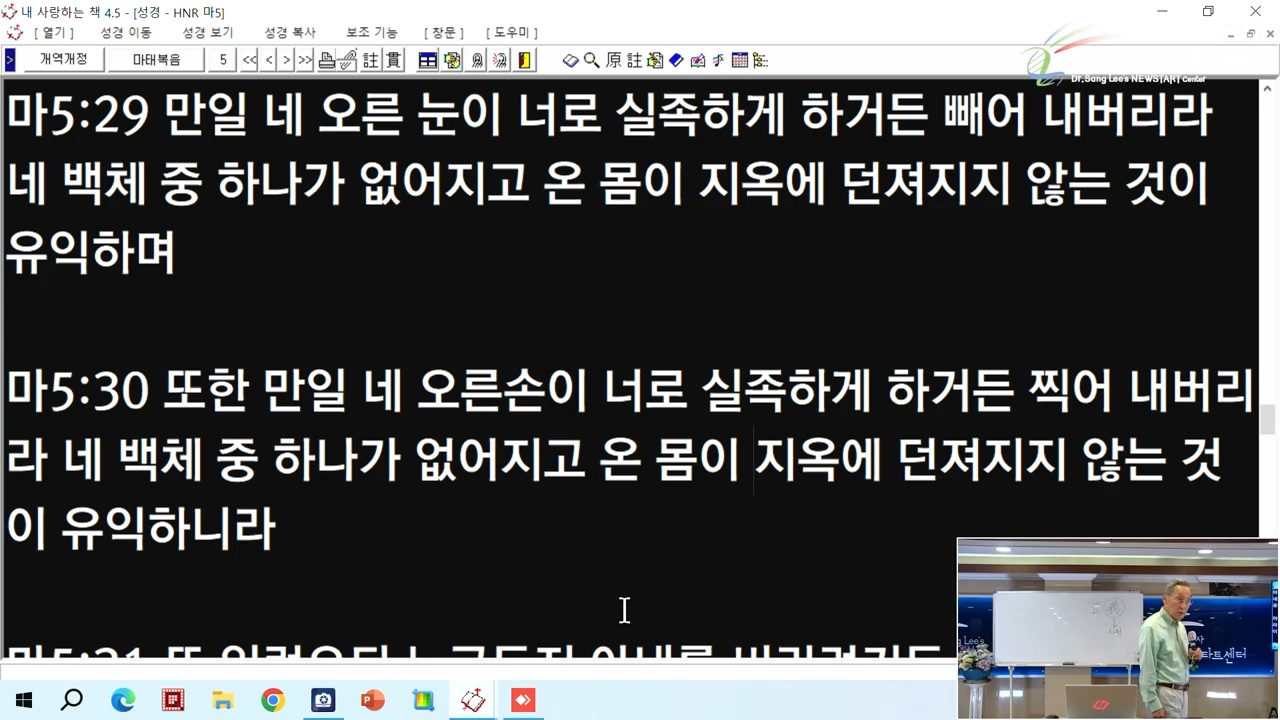 내 사랑하는 책 4.5 - [성경 - HNR 마5]
[ 열기 ] 성경 이동 성경 보기 성경 복사 보조 기능 [ 창문 ] [ 도우미 ]
개역개정 마태복음 5 << < > >> 註 貫 原 註
Dr.Sang Lee's NEWSTART Center
마5:29 만일 네 오른 눈이 너로 실족하게 하거든 빼어 내버리라
네 백체 중 하나가 없어지고 온 몸이 지옥에 던져지지 않는 것이
유익하며
마5:30 또한 만일 네 오른손이 너로 실족하게 하거든 찍어 내버리
라 네 백체 중 하나가 없어지고 온 몸이 지옥에 던져지지 않는 것
이 유익하니라